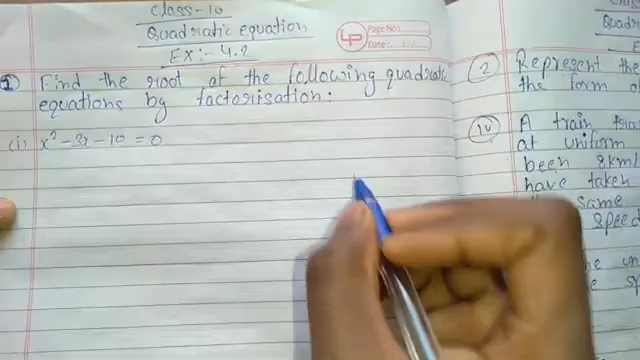 Class-10
Quadratic equation
Ex:- 4.2
4P
Page No:
Date:
1 Find the root of the following quadratic
equations by factorisation:
(i) x² - 3x - 10 = 0
2 Represent the
the form of
A train tra
at uniform
been 8km/
have taken
same
speed